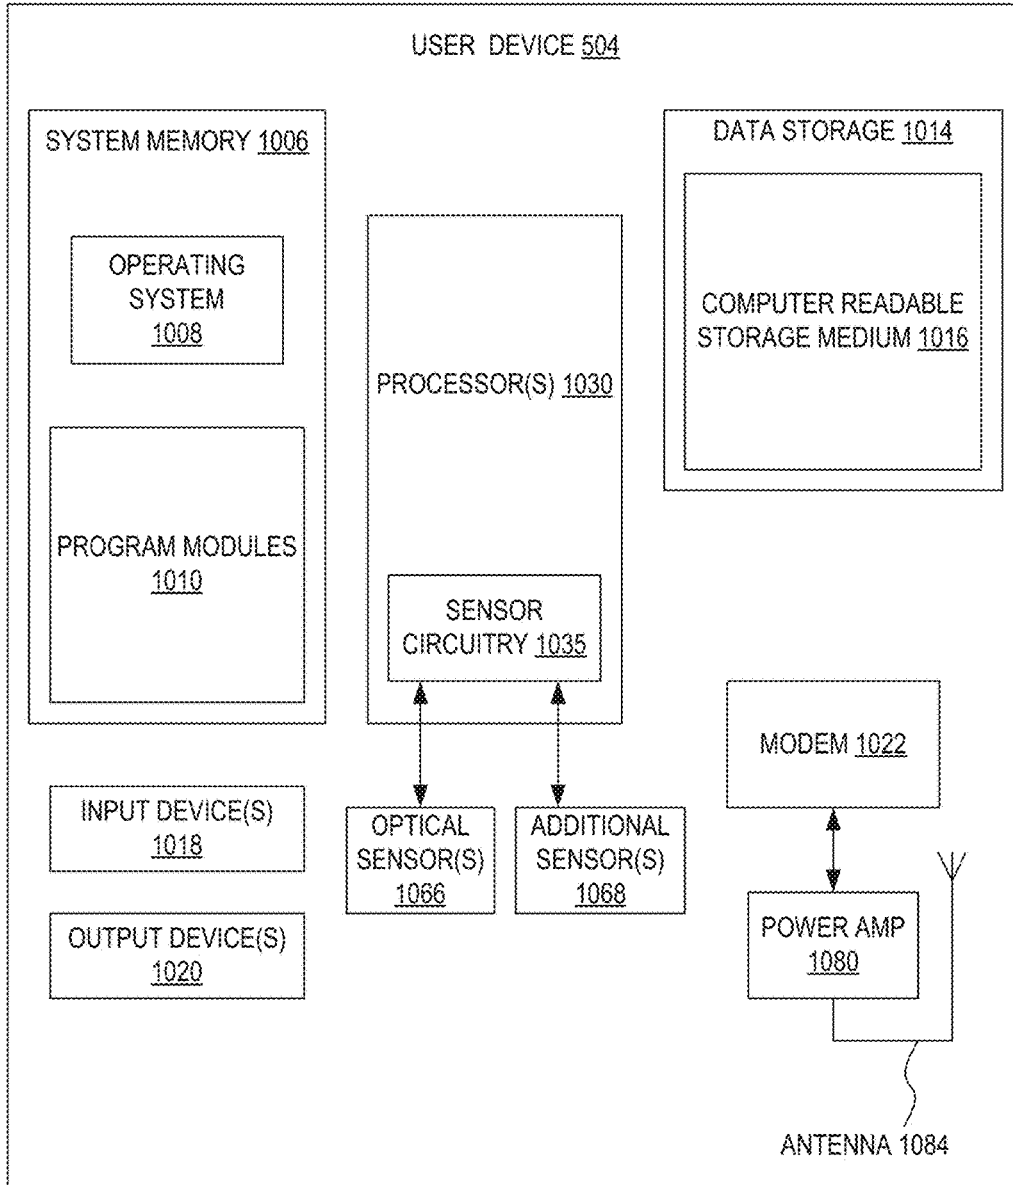 USER DEVICE 504
SYSTEM MEMORY 1006
OPERATING
SYSTEM
1008
PROGRAM MODULES
1010
PROCESSOR(S) 1030
SENSOR
CIRCUITRY 1035
DATA STORAGE 1014
COMPUTER READABLE
STORAGE MEDIUM 1016
INPUT DEVICE(S)
1018
OUTPUT DEVICE(S)
1020
OPTICAL
SENSOR(S)
1066
ADDITIONAL
SENSOR(S)
1068
MODEM 1022
POWER AMP
1080
ANTENNA 1084